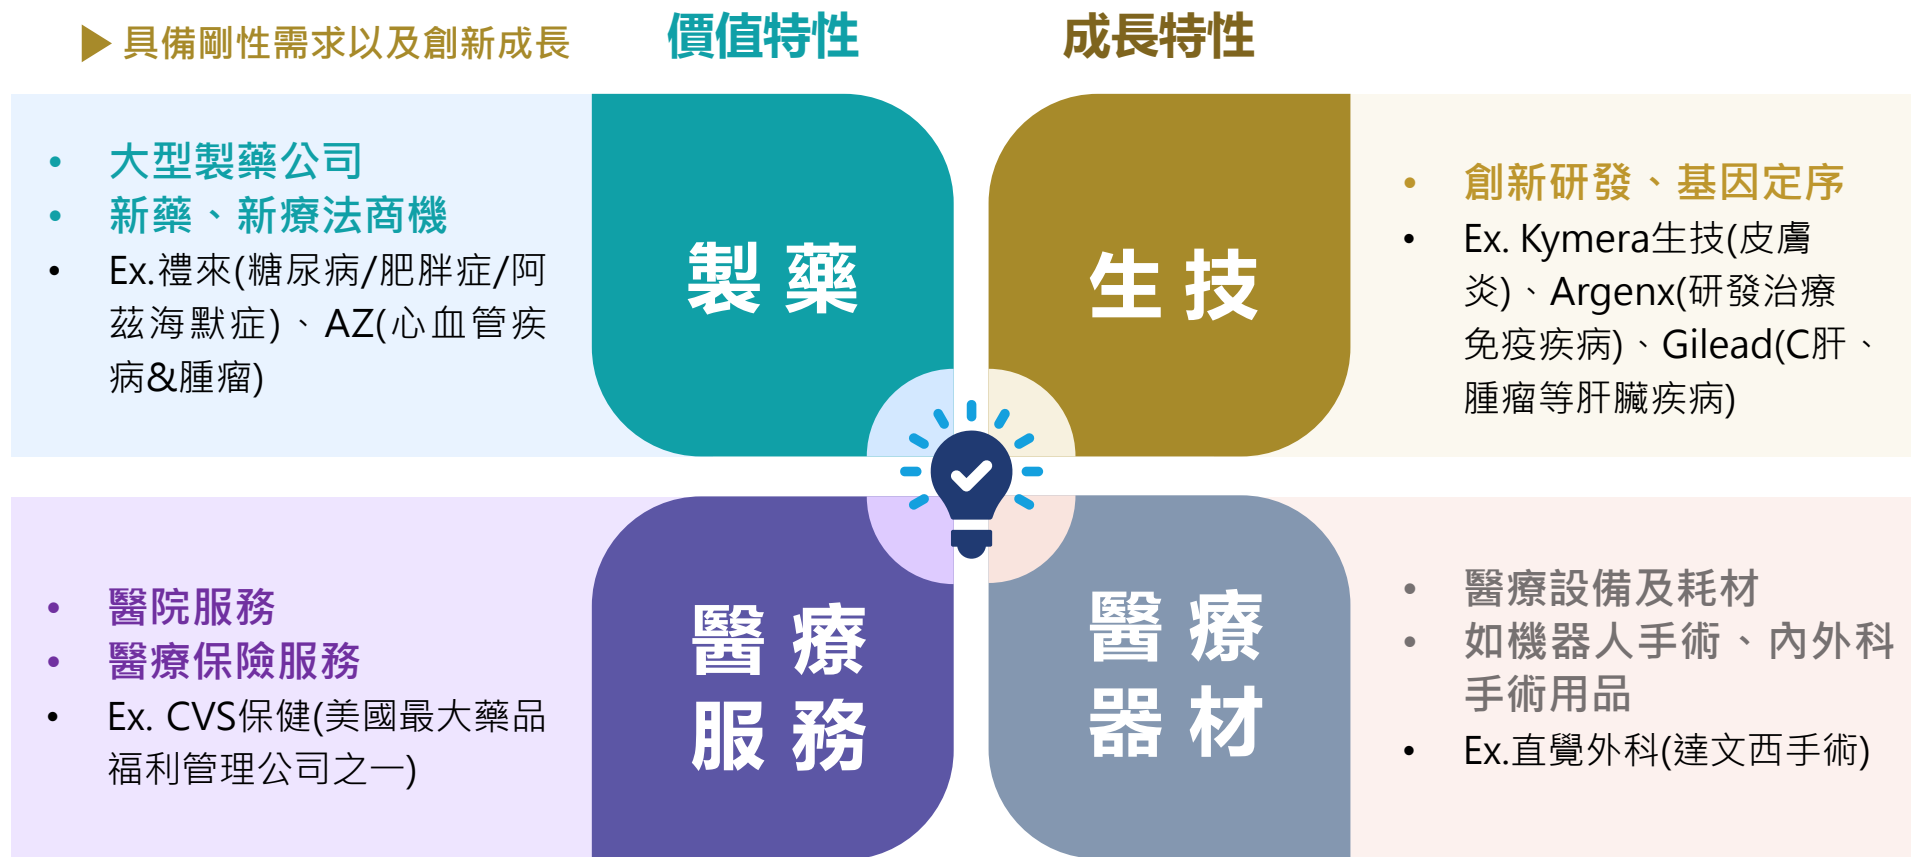 ▶具備剛性需求以及創新成長
價值特性
成長特性
• 大型製藥公司
• 新藥、新療法商機
• Ex.禮來(糖尿病/肥胖症/阿
茲海默症)、AZ(心血管疾
病&腫瘤)
製藥
生技
• 創新研發、基因定序
• Ex. Kymera生技(皮膚
炎)、Argenx(研發治療
免疫疾病)、Gilead(C肝、
腫瘤等肝臟疾病)
• 醫院服務
• 醫療保險服務
• Ex. CVS保健(美國最大藥品
福利管理公司之一)
醫療
服務
醫療
器材
• 醫療設備及耗材
• 如機器人手術、內外科
手術用品
• Ex.直覺外科(達文西手術)